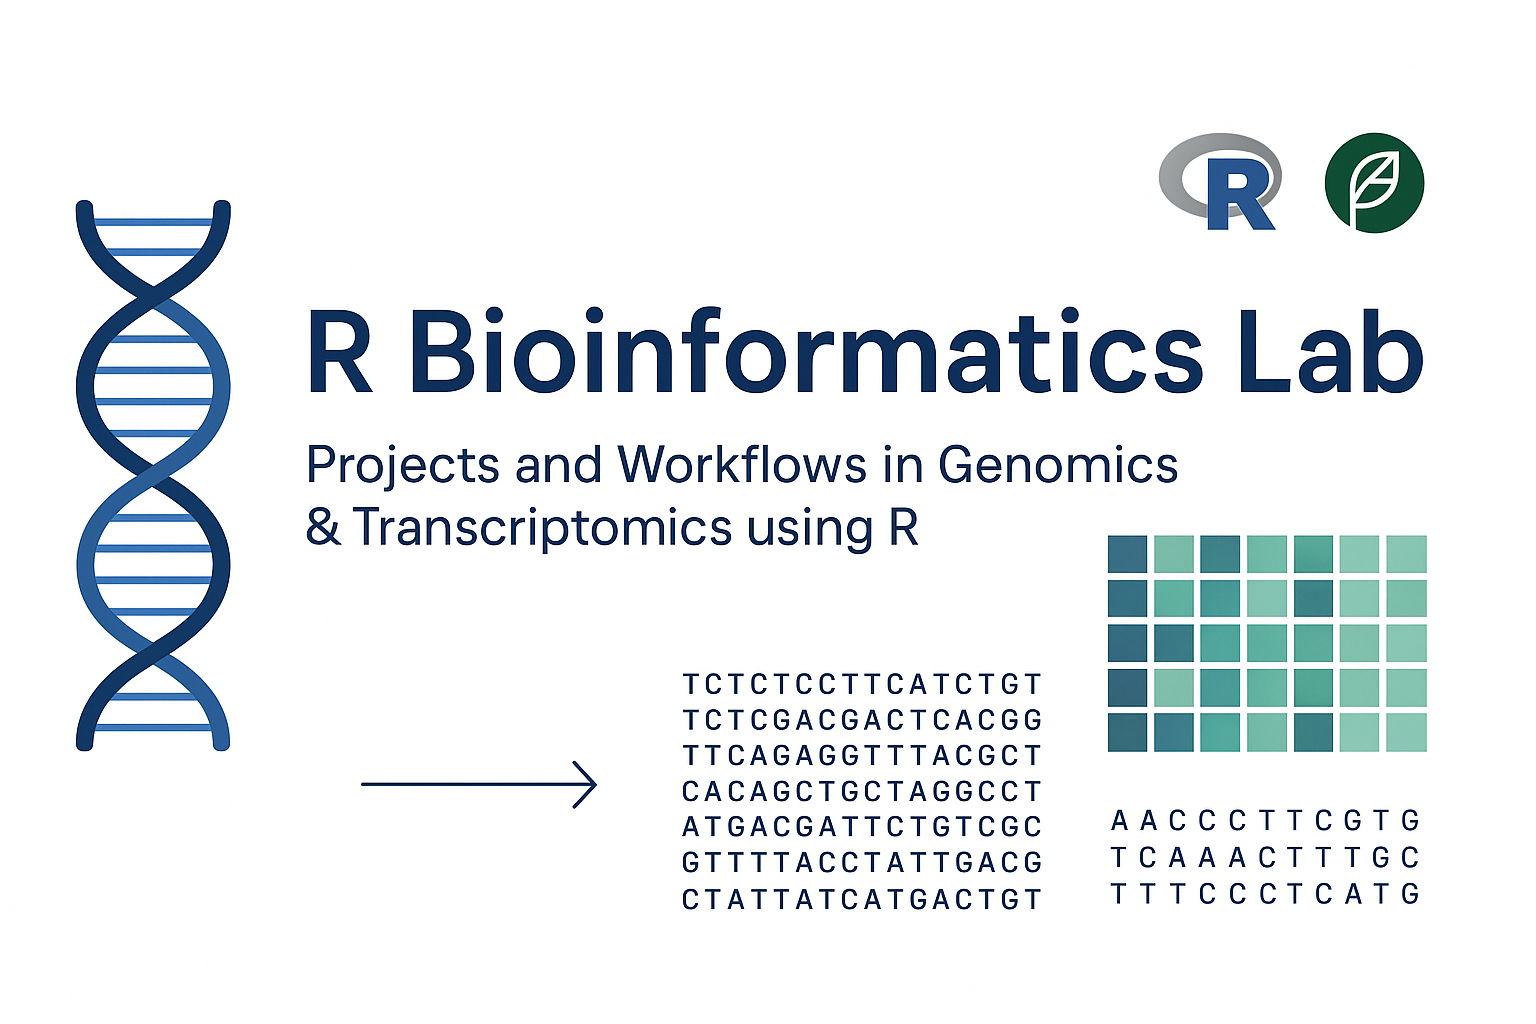 R
R Bioinformatics Lab
Projects and Workflows in Genomics
& Transcriptomics using R
TCTCTCCTTCATCTGT
TCTCGACGACTCACGG
TTCAGAGGTTTACGCT
CACAGCTGCTAGGCCT
ATGACGATTCTGTCGC
GTTTTACCTATTGACG
CTATTATCATGACTGT
AACCCTTCGTG
TCAAACTTTGC
TTTCCCTCATG